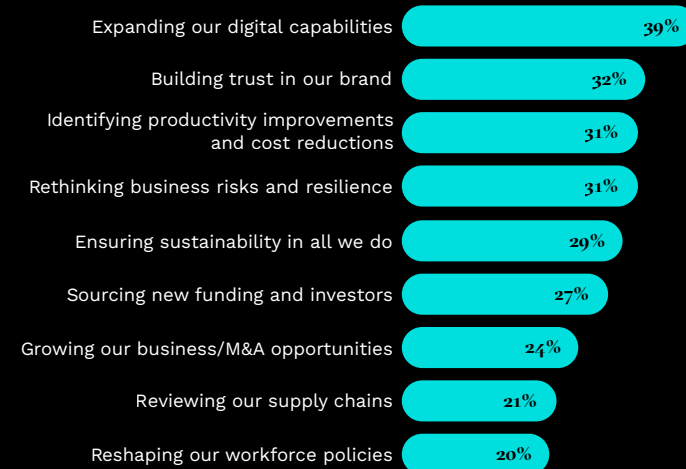 Expanding our digital capabilities 39%
Building trust in our brand 32%
Identifying productivity improvements
and cost reductions 31%
Rethinking business risks and resilience 31%
Ensuring sustainability in all we do 29%
Sourcing new funding and investors 27%
Growing our business/M&A opportunities 24%
Reviewing our supply chains 21%
Reshaping our workforce policies 20%